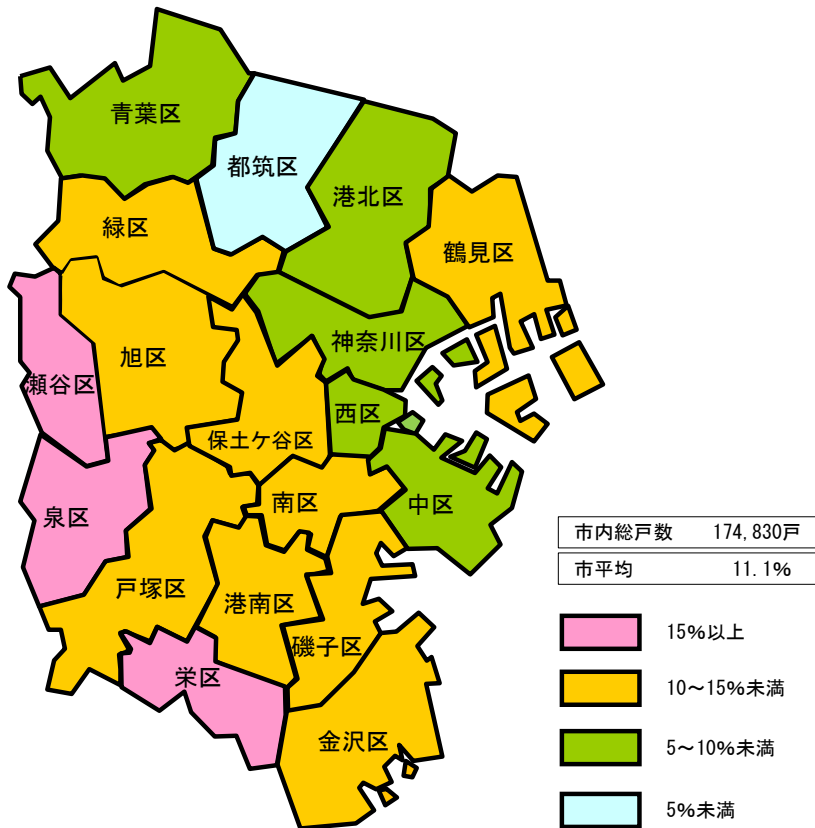 青葉区
都筑区
港北区
緑区
鶴見区
神奈川区
旭区
瀬谷区
西区
保土ケ谷区
南区
中区
泉区
戸塚区
港南区
磯子区
栄区
金沢区
市内総戸数 174,830戸
市平均 11.1%
15%以上
10～15%未満
5～10%未満
5%未満